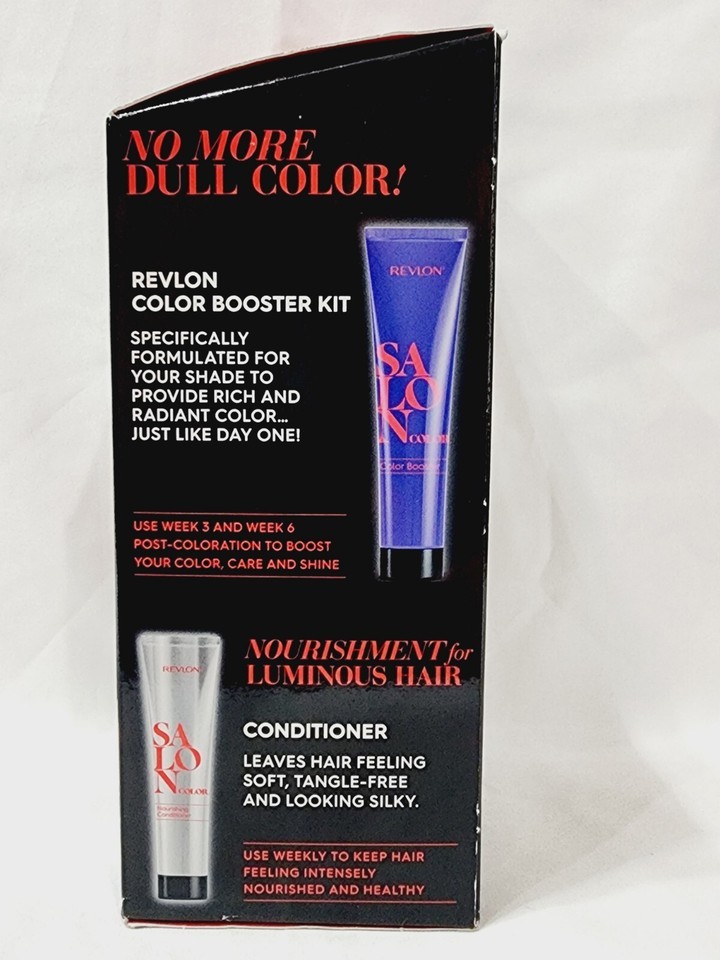 NO MORE
DULL COLOR!
REVLON
COLOR BOOSTER KIT
SPECIFICALLY
FORMULATED FOR
YOUR SHADE TO
PROVIDE RICH AND
RADIANT COLOR...
JUST LIKE DAY ONE!
USE WEEK 3 AND WEEK 6
POST-COLORATION TO BOOST
YOUR COLOR, CARE AND SHINE
REVLON
SA
LO
N COLOR
Color Booster
NOURISHMENT for
LUMINOUS HAIR
CONDITIONER
LEAVES HAIR FEELING
SOFT, TANGLE-FREE
AND LOOKING SILKY.
USE WEEKLY TO KEEP HAIR
FEELING INTENSELY
NOURISHED AND HEALTHY
REVLON
SA
LO
N COLOR
Nourishing
Conditioner